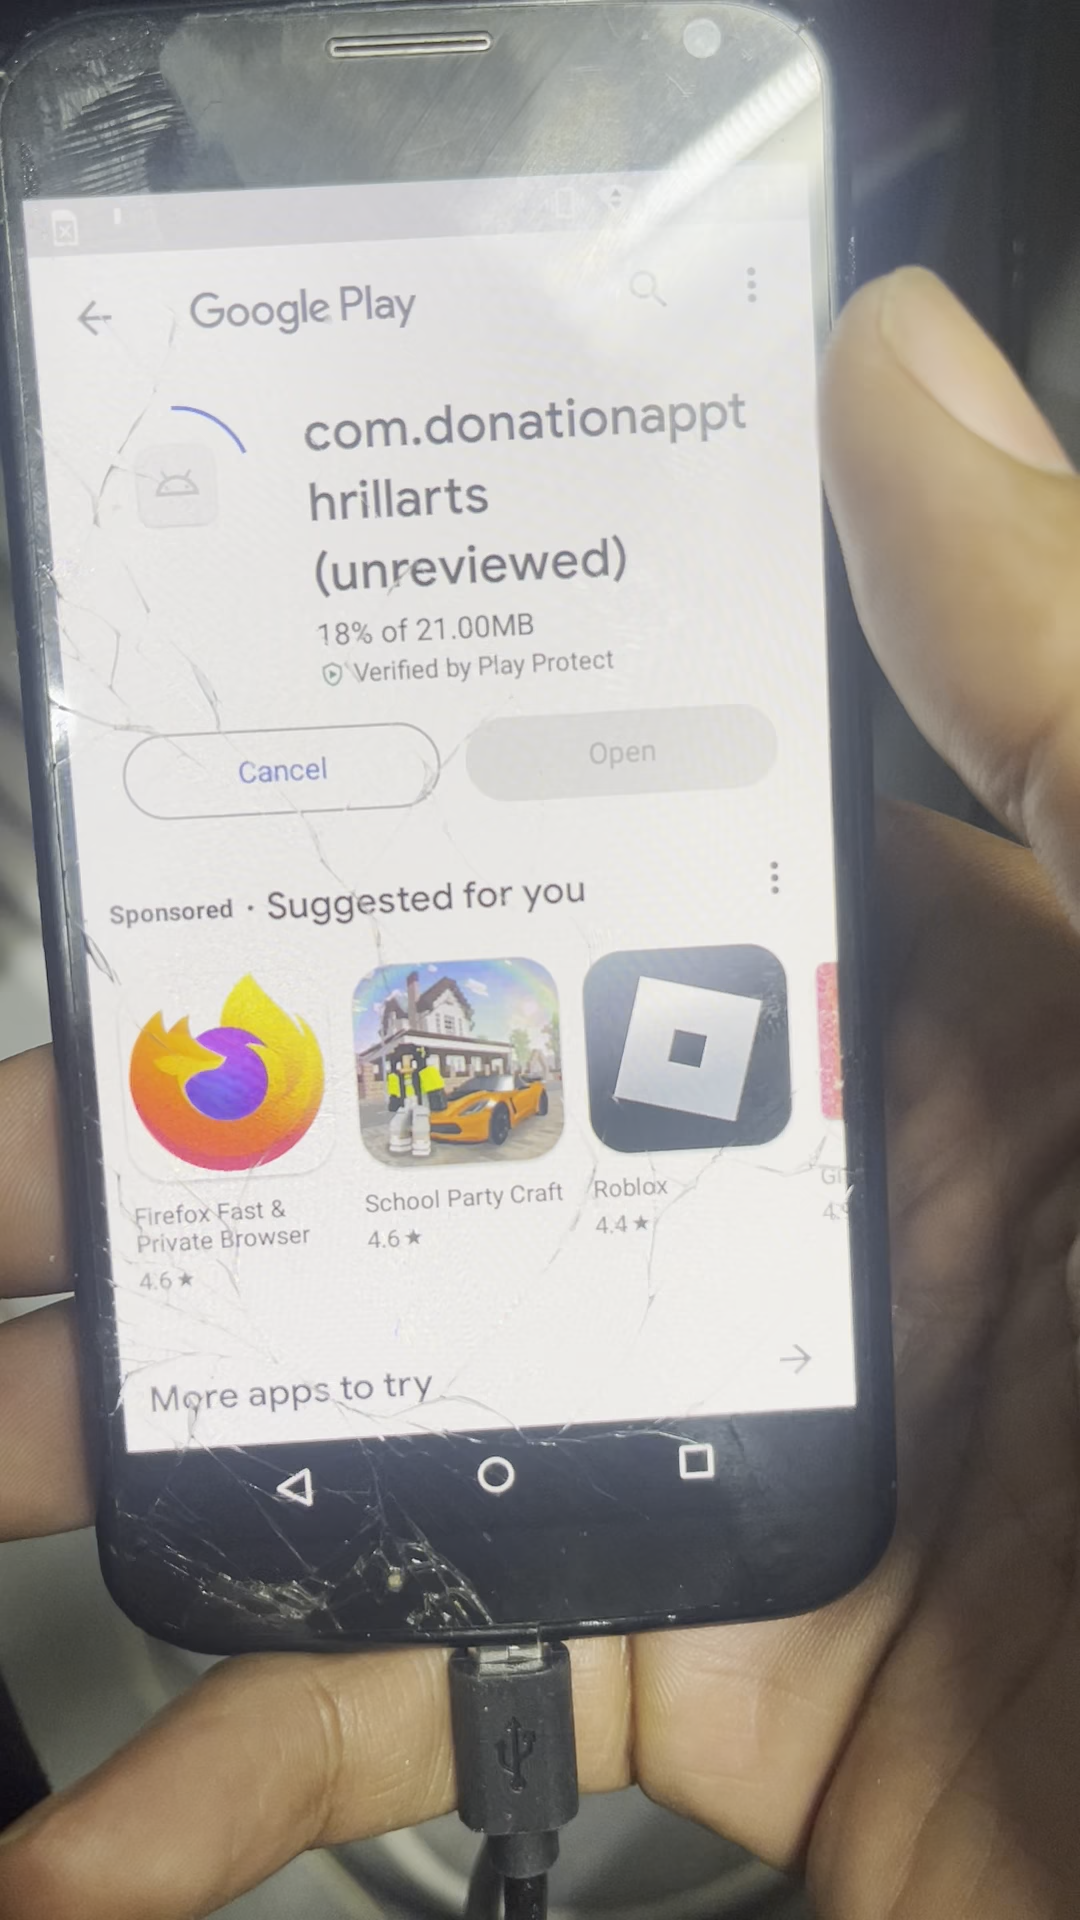 Google Play
com.donationappt
hrillarts
(unreviewed)
18% of 21.00MB
Verified by Play Protect
Cancel
Open
Sponsored · Suggested for you
Firefox Fast &
Private Browser
4.6 ★
School Party Craft
4.6 ★
Roblox
4.4 ★
More apps to try